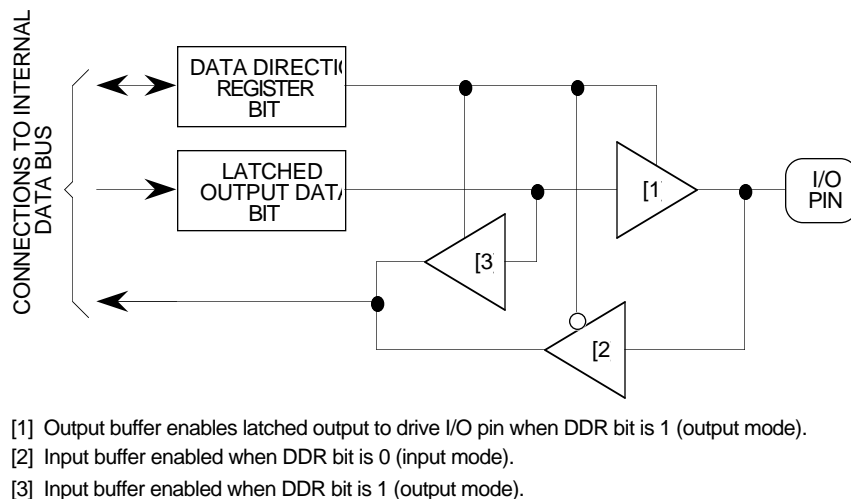 CONNECTIONS TO INTERNAL
DATA BUS
DATA DIRECTI
REGISTER
BIT
LATCHED
OUTPUT DATA
BIT
[1]
I/O
PIN
[3]
[2
[1] Output buffer enables latched output to drive I/O pin when DDR bit is 1 (output mode).
[2] Input buffer enabled when DDR bit is 0 (input mode).
[3] Input buffer enabled when DDR bit is 1 (output mode).